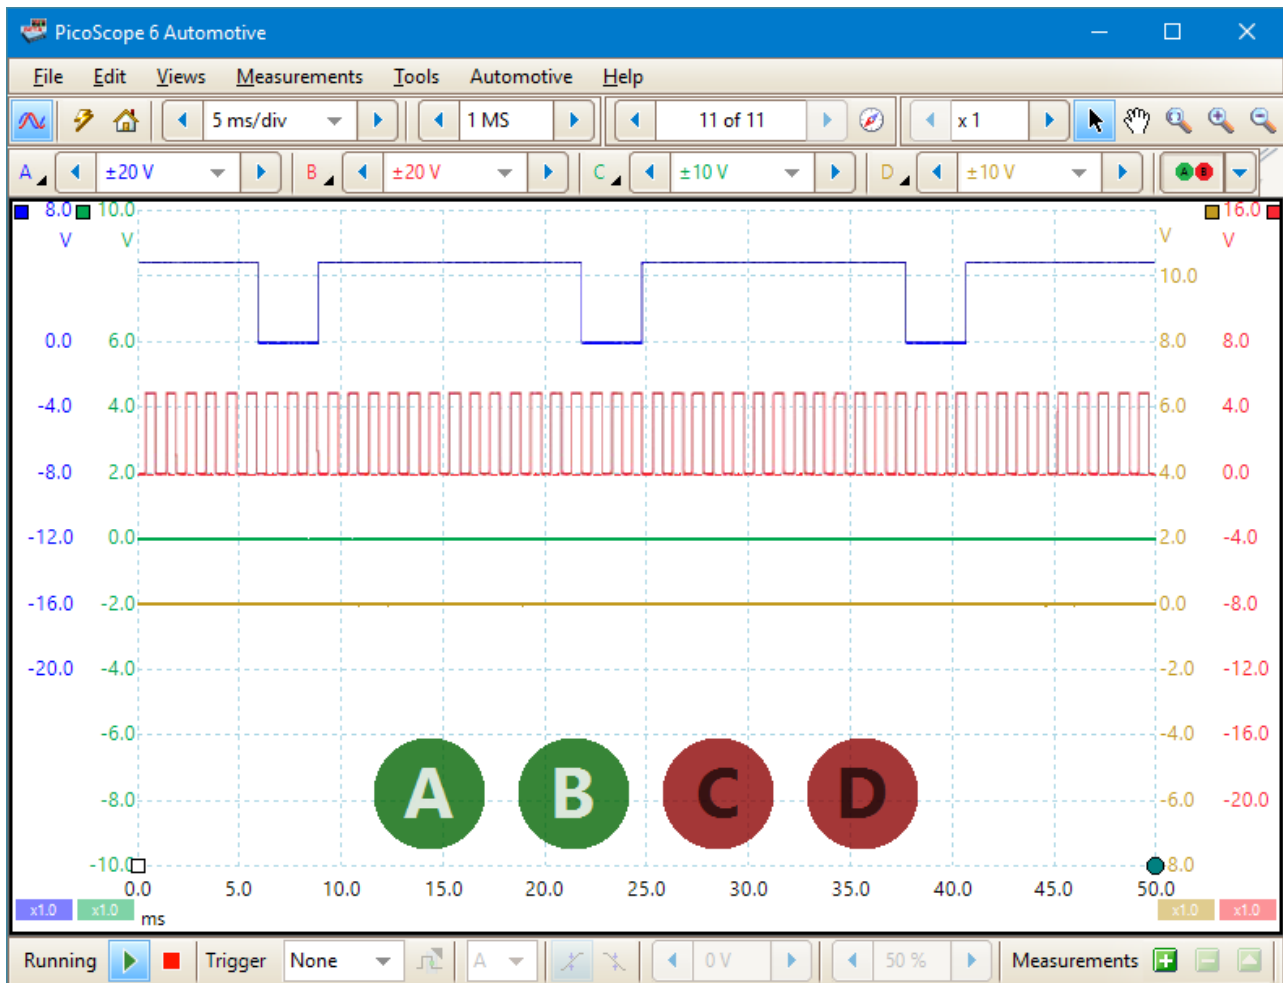 PicoScope 6 Automotive
File Edit Views Measurements Tools Automotive Help
5 ms/div 1 MS 11 of 11 x 1
A ±20 V B ±20 V C ±10 V D ±10 V
A B
8.0 10.0 16.0
V V V V
10.0
0.0 6.0 8.0 8.0
-4.0 4.0 6.0 4.0
-8.0 2.0 4.0 0.0
-12.0 0.0 2.0 -4.0
-16.0 -2.0 0.0 -8.0
-20.0 -4.0 -2.0 -12.0
-6.0 -4.0 -16.0
A B C D
-8.0 -6.0 -20.0
-10.0 -8.0
0.0 5.0 10.0 15.0 20.0 25.0 30.0 35.0 40.0 45.0 50.0
x1.0 x1.0 ms x1.0 x1.0
Running Trigger None A 0 V 50 % Measurements